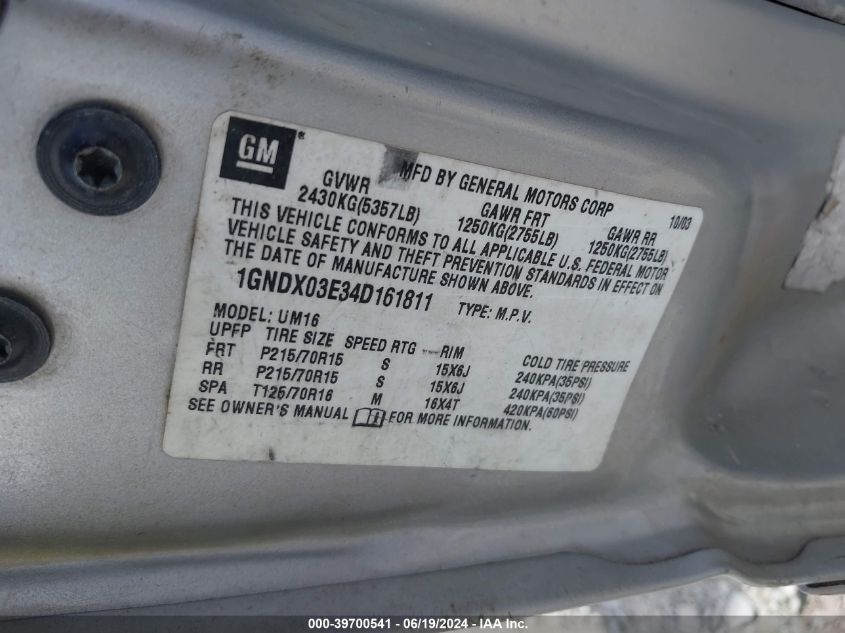 GM
MFD BY GENERAL MOTORS CORP 10/03
GVWR GAWR FRT GAWR RR
2430KG(5357LB) 1250KG(2755LB) 1250KG(2755LB)
THIS VEHICLE CONFORMS TO ALL APPLICABLE U.S. FEDERAL MOTOR
VEHICLE SAFETY AND THEFT PREVENTION STANDARDS IN EFFECT ON
THE DATE OF MANUFACTURE SHOWN ABOVE.
1GNDX03E34D161811 TYPE: M.P.V.
MODEL: UM16
UPFP TIRE SIZE SPEED RTG RIM COLD TIRE PRESSURE
FRT P215/70R15 S 15X6J 240KPA(35PSI)
RR P215/70R15 S 15X6J 240KPA(35PSI)
SPA T125/70R16 M 16X4T 420KPA(60PSI)
SEE OWNER'S MANUAL FOR MORE INFORMATION.
000-39700541 - 06/19/2024 - IAA Inc.